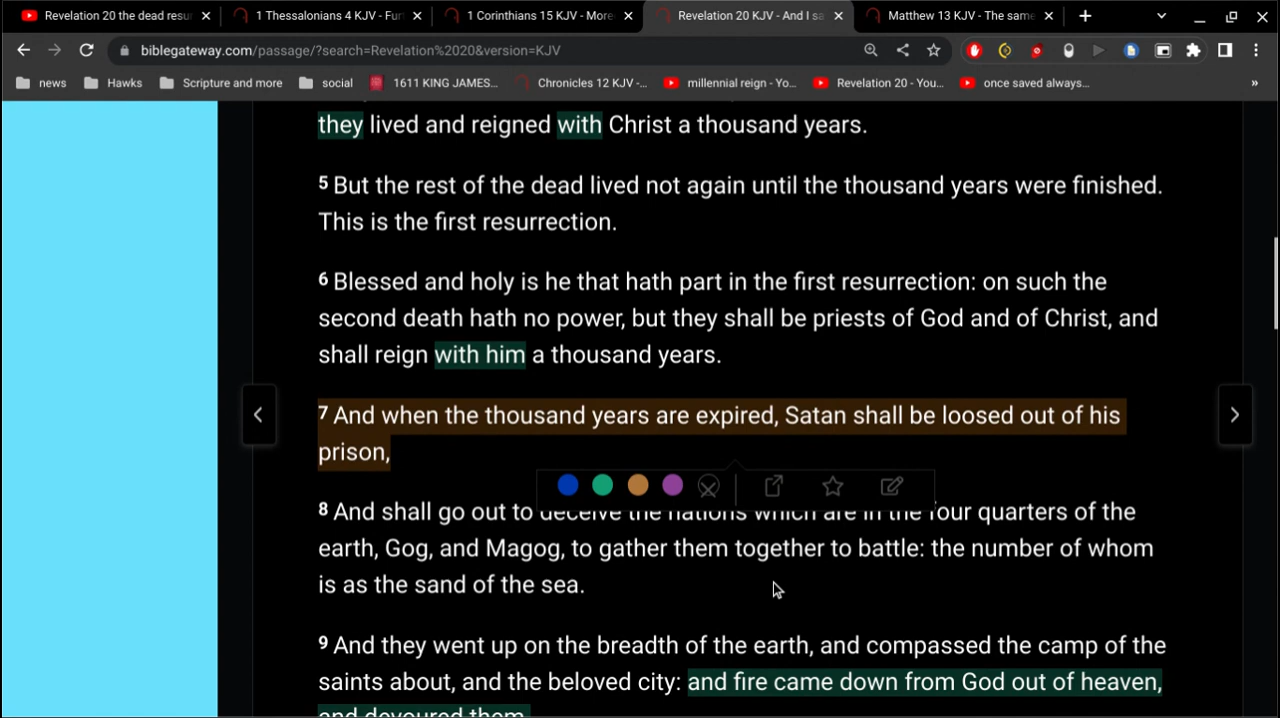 Revelation 20 the dead resu
1 Thessalonians 4 KJV - Fur
1 Corinthians 15 KJV - More
Revelation 20 KJV - And I sa
Matthew 13 KJV - The same
biblegateway.com/passage/?search=Revelation%2020&version=KJV
news
Hawks
Scripture and more
social
1611 KING JAMES...
Chronicles 12 KJV -...
millennial reign - Yo...
Revelation 20 - You...
once saved always...
»
they lived and reigned with Christ a thousand years.
5 But the rest of the dead lived not again until the thousand years were finished.
This is the first resurrection.
6 Blessed and holy is he that hath part in the first resurrection: on such the
second death hath no power, but they shall be priests of God and of Christ, and
shall reign with him a thousand years.
7 And when the thousand years are expired, Satan shall be loosed out of his
prison,
8 And shall go out to deceive the nations which are in the four quarters of the
earth, Gog, and Magog, to gather them together to battle: the number of whom
is as the sand of the sea.
9 And they went up on the breadth of the earth, and compassed the camp of the
saints about, and the beloved city: and fire came down from God out of heaven,
and devoured them.